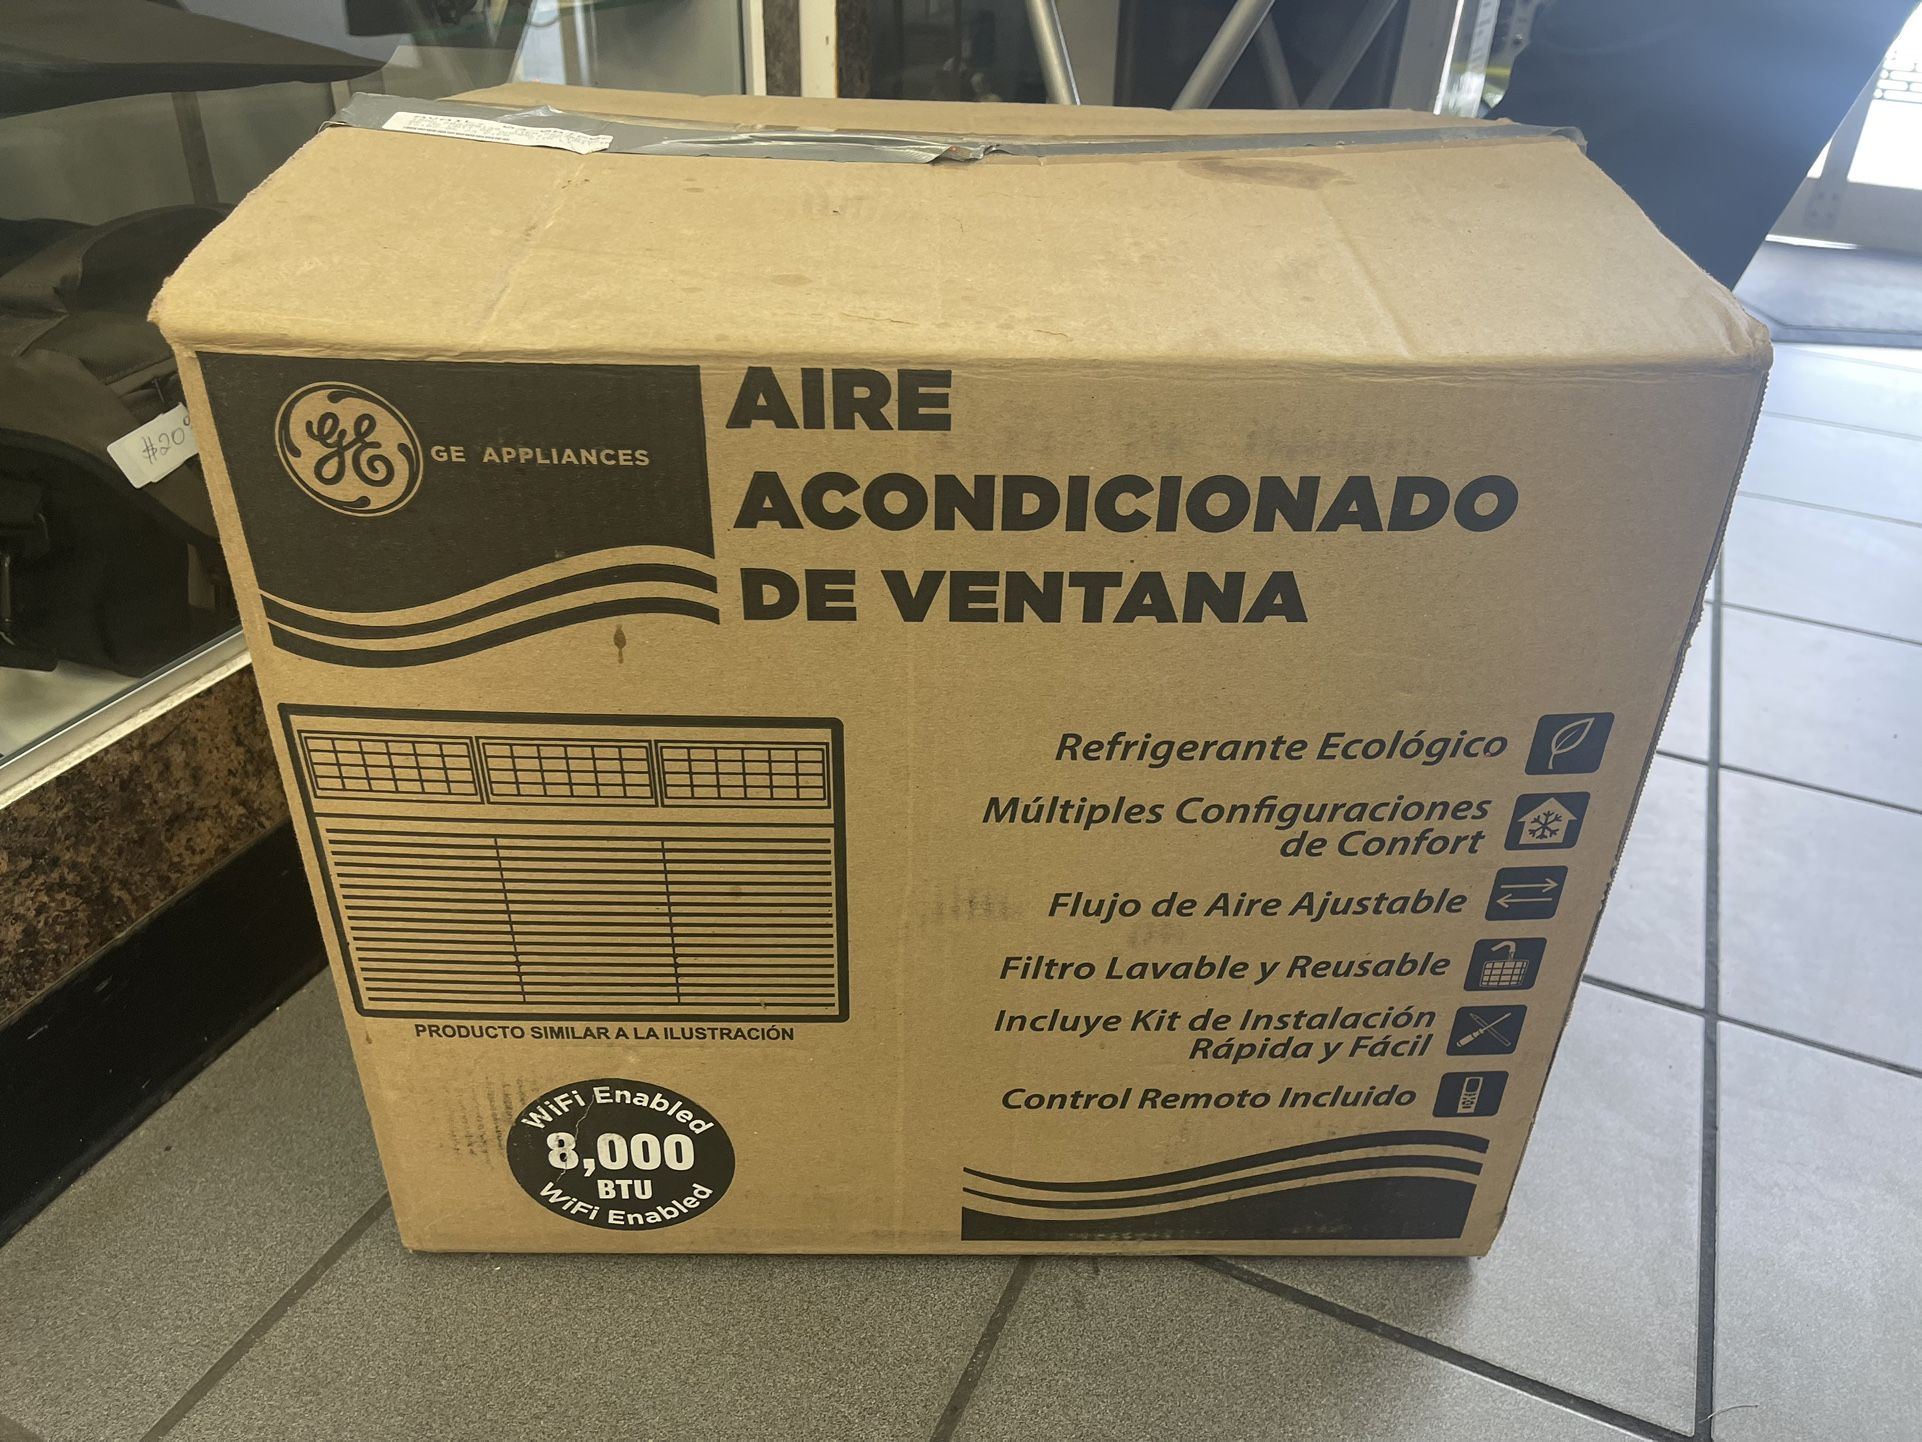 GE APPLIANCES
AIRE
ACONDICIONADO
DE VENTANA
Refrigerante Ecológico
Múltiples Configuraciones
de Confort
Flujo de Aire Ajustable
Filtro Lavable y Reusable
Incluye Kit de Instalación
Rápida y Fácil
Control Remoto Incluido
PRODUCTO SIMILAR A LA ILUSTRACIÓN
WiFi Enabled
8,000
BTU
WiFi Enabled
$20